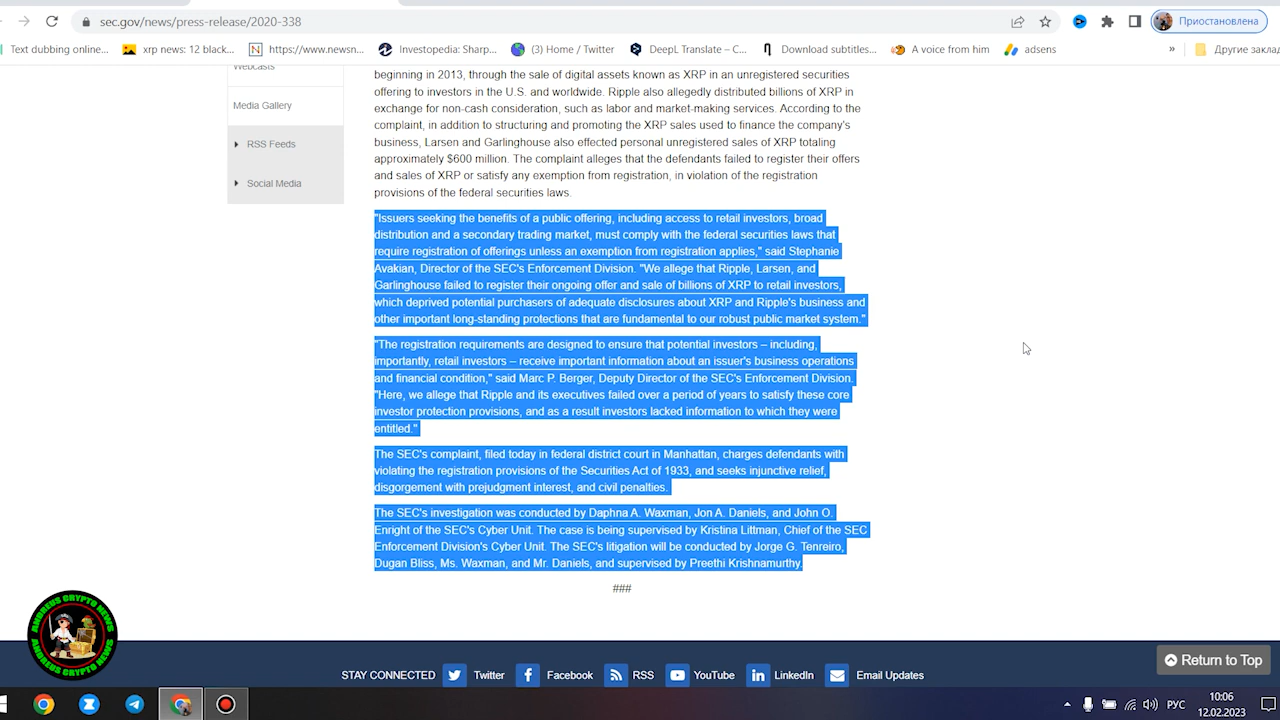 sec.gov/news/press-release/2020-338
Приостановлена
Text dubbing online...
xrp news: 12 black...
https://www.newsn...
Investopedia: Sharp...
(3) Home / Twitter
DeepL Translate – C...
Download subtitles...
A voice from him
adsens
»
Другие заклад
Webcasts
Media Gallery
RSS Feeds
Social Media
beginning in 2013, through the sale of digital assets known as XRP in an unregistered securities
offering to investors in the U.S. and worldwide. Ripple also allegedly distributed billions of XRP in
exchange for non-cash consideration, such as labor and market-making services. According to the
complaint, in addition to structuring and promoting the XRP sales used to finance the company's
business, Larsen and Garlinghouse also effected personal unregistered sales of XRP totaling
approximately $600 million. The complaint alleges that the defendants failed to register their offers
and sales of XRP or satisfy any exemption from registration, in violation of the registration
provisions of the federal securities laws.
"Issuers seeking the benefits of a public offering, including access to retail investors, broad
distribution and a secondary trading market, must comply with the federal securities laws that
require registration of offerings unless an exemption from registration applies," said Stephanie
Avakian, Director of the SEC's Enforcement Division. "We allege that Ripple, Larsen, and
Garlinghouse failed to register their ongoing offer and sale of billions of XRP to retail investors,
which deprived potential purchasers of adequate disclosures about XRP and Ripple's business and
other important long-standing protections that are fundamental to our robust public market system."
"The registration requirements are designed to ensure that potential investors – including,
importantly, retail investors – receive important information about an issuer's business operations
and financial condition," said Marc P. Berger, Deputy Director of the SEC's Enforcement Division.
"Here, we allege that Ripple and its executives failed over a period of years to satisfy these core
investor protection provisions, and as a result investors lacked information to which they were
entitled."
The SEC's complaint, filed today in federal district court in Manhattan, charges defendants with
violating the registration provisions of the Securities Act of 1933, and seeks injunctive relief,
disgorgement with prejudgment interest, and civil penalties.
The SEC's investigation was conducted by Daphna A. Waxman, Jon A. Daniels, and John O.
Enright of the SEC's Cyber Unit. The case is being supervised by Kristina Littman, Chief of the SEC
Enforcement Division's Cyber Unit. The SEC's litigation will be conducted by Jorge G. Tenreiro,
Dugan Bliss, Ms. Waxman, and Mr. Daniels, and supervised by Preethi Krishnamurthy.
###
ANDREUS CRYPTO NEWS
ANDREUS CRYPTO NEWS
Return to Top
STAY CONNECTED
Twitter
Facebook
RSS
YouTube
LinkedIn
Email Updates
РУС
10:06
12.02.2023